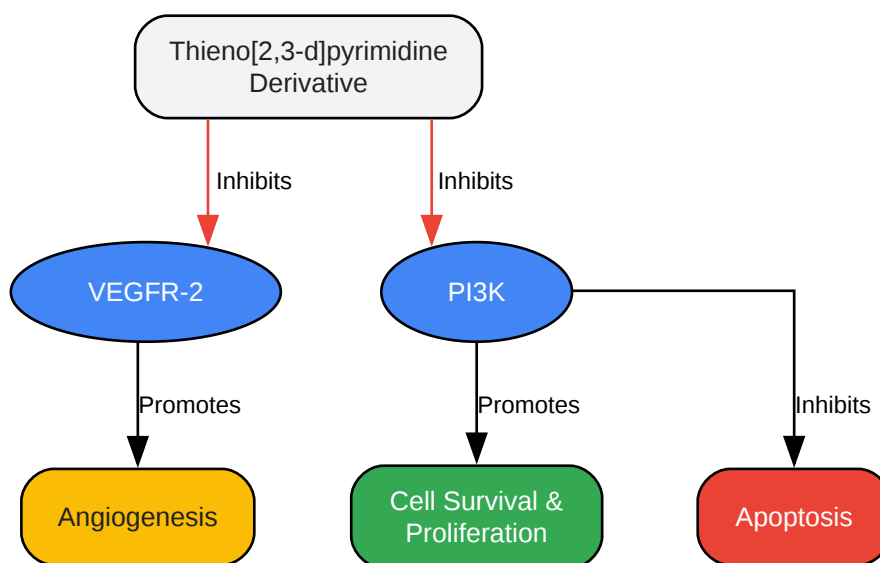 Thieno[2,3-d]pyrimidine
Derivative
Inhibits
Inhibits
VEGFR-2
PI3K
Promotes
Promotes
Inhibits
Angiogenesis
Cell Survival &
Proliferation
Apoptosis